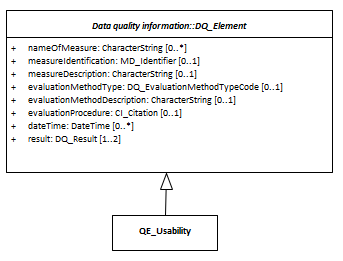 Data quality information::DQ_Element
+ nameOfMeasure: CharacterString [0..*]
+ measureIdentification: MD_Identifier [0..1]
+ measureDescription: CharacterString [0..1]
+ evaluationMethodType: DQ_EvaluationMethodTypeCode [0..1]
+ evaluationMethodDescription: CharacterString [0..1]
+ evaluationProcedure: CI_Citation [0..1]
+ dateTime: DateTime [0..*]
+ result: DQ_Result [1..2]
QE_Usability